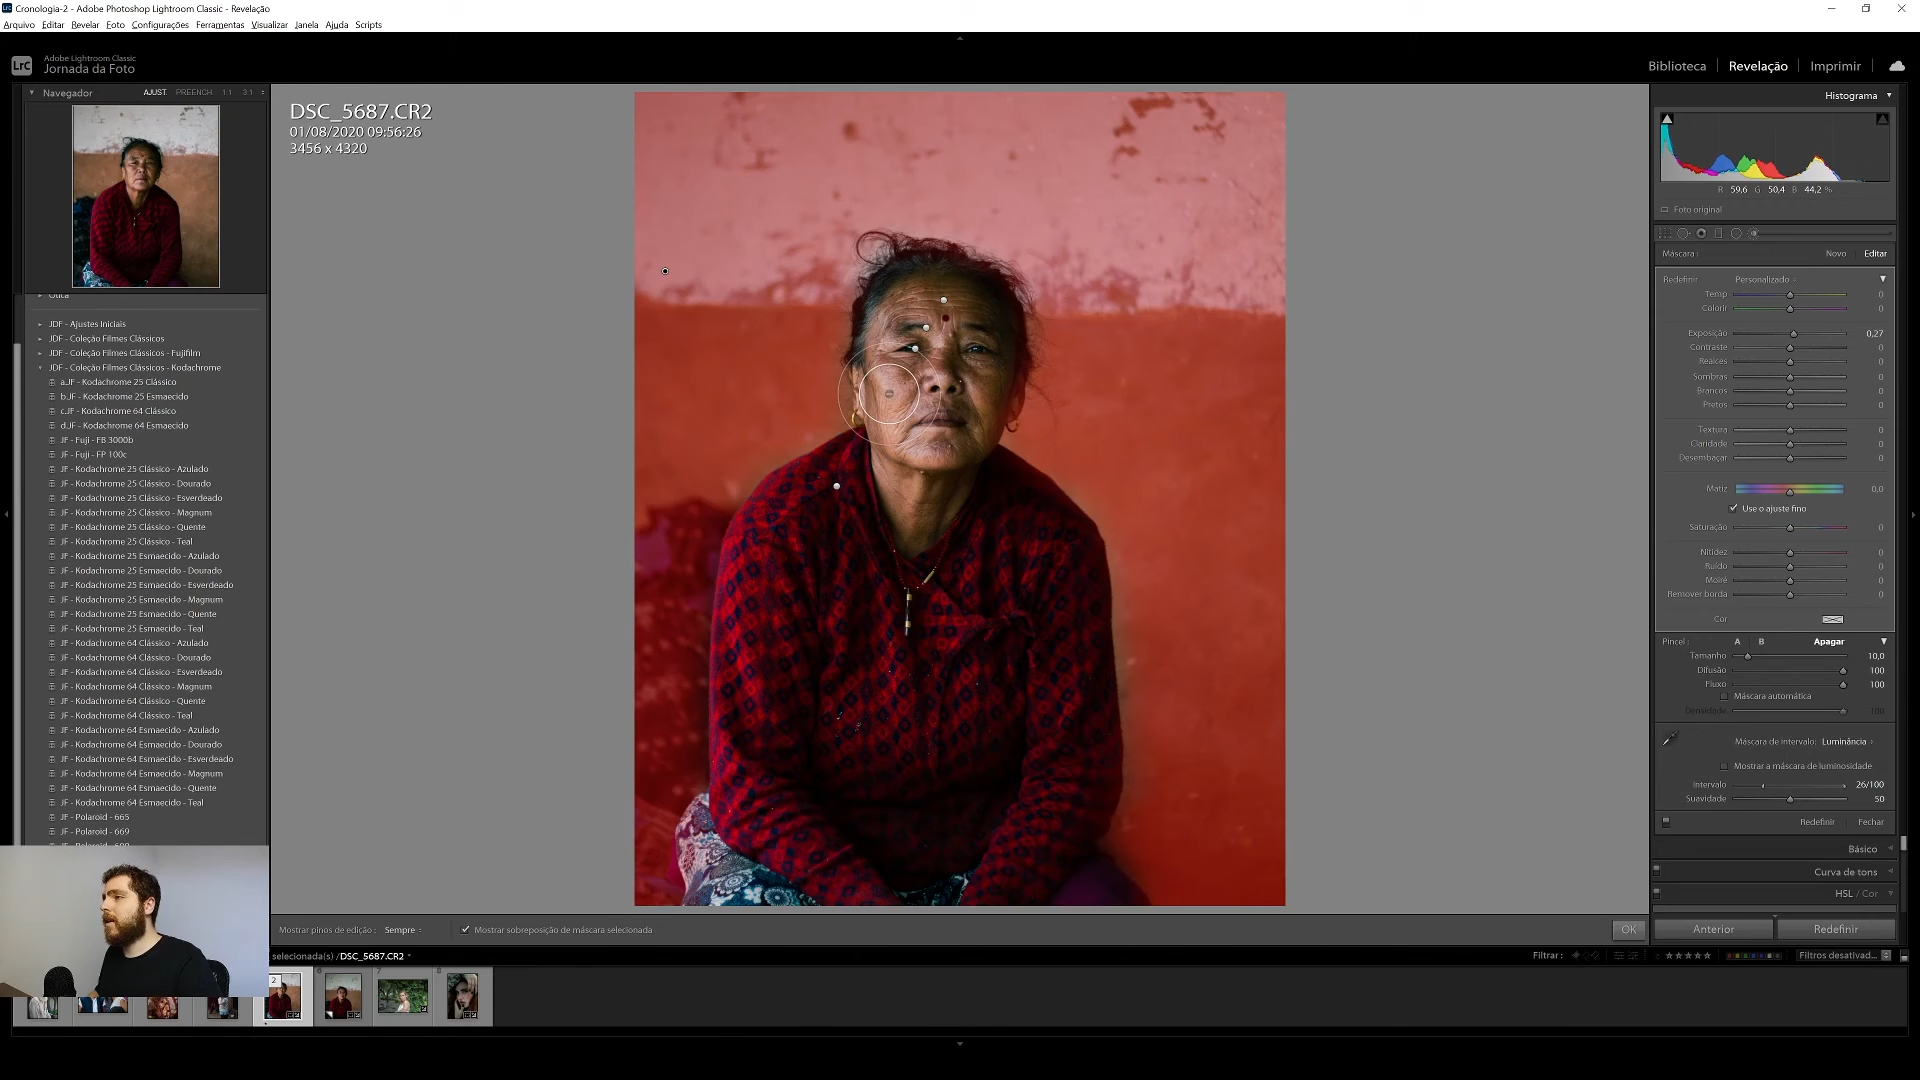 Cronologia-2 - Adobe Photoshop Lightroom Classic - Revelação
Arquivo Editar Revelar Foto Configurações Ferramentas Visualizar Janela Ajuda Scripts
LrC
Adobe Lightroom Classic
Jornada da Foto
Biblioteca | Revelação | Imprimir
Navegador AJUST. PREENCH. 1:1 3:1
Ótica
JDF - Ajustes Iniciais
JDF - Coleção Filmes Clássicos
JDF - Coleção Filmes Clássicos - Fujifilm
JDF - Coleção Filmes Clássicos - Kodachrome
a.JF - Kodachrome 25 Clássico
b.JF - Kodachrome 25 Esmaecido
c.JF - Kodachrome 64 Clássico
d.JF - Kodachrome 64 Esmaecido
JF - Fuji - FB 3000b
JF - Fuji - FP 100c
JF - Kodachrome 25 Clássico - Azulado
JF - Kodachrome 25 Clássico - Dourado
JF - Kodachrome 25 Clássico - Esverdeado
JF - Kodachrome 25 Clássico - Magnum
JF - Kodachrome 25 Clássico - Quente
JF - Kodachrome 25 Clássico - Teal
JF - Kodachrome 25 Esmaecido - Azulado
JF - Kodachrome 25 Esmaecido - Dourado
JF - Kodachrome 25 Esmaecido - Esverdeado
JF - Kodachrome 25 Esmaecido - Magnum
JF - Kodachrome 25 Esmaecido - Quente
JF - Kodachrome 25 Esmaecido - Teal
JF - Kodachrome 64 Clássico - Azulado
JF - Kodachrome 64 Clássico - Dourado
JF - Kodachrome 64 Clássico - Esverdeado
JF - Kodachrome 64 Clássico - Magnum
JF - Kodachrome 64 Clássico - Quente
JF - Kodachrome 64 Clássico - Teal
JF - Kodachrome 64 Esmaecido - Azulado
JF - Kodachrome 64 Esmaecido - Dourado
JF - Kodachrome 64 Esmaecido - Esverdeado
JF - Kodachrome 64 Esmaecido - Magnum
JF - Kodachrome 64 Esmaecido - Quente
JF - Kodachrome 64 Esmaecido - Teal
JF - Polaroid - 665
JF - Polaroid - 669
DSC_5687.CR2
01/08/2020 09:56:26
3456 x 4320
Mostrar pinos de edição : Sempre
Mostrar sobreposição de máscara selecionada
OK
selecionada(s) /DSC_5687.CR2
Filtrar :
Filtros desativad...
2
6
7
8
Histograma
R 59,6 G 50,4 B 44,2 %
Foto original
Máscara : Novo Editar
Redefinir Personalizado
Temp 0
Colorir 0
Exposição 0,27
Contraste 0
Realces 0
Sombras 0
Brancos 0
Pretos 0
Textura 0
Claridade 0
Desembaçar 0
Matiz 0,0
Use o ajuste fino
Saturação 0
Nitidez 0
Ruído 0
Moiré 0
Remover borda 0
Cor
Pincel : A B Apagar
Tamanho 10,0
Difusão 100
Fluxo 100
Máscara automática
Densidade 100
Máscara de intervalo: Luminância
Mostrar a máscara de luminosidade
Intervalo 26/100
Suavidade 50
Redefinir Fechar
Básico
Curva de tons
HSL / Cor
Anterior Redefinir